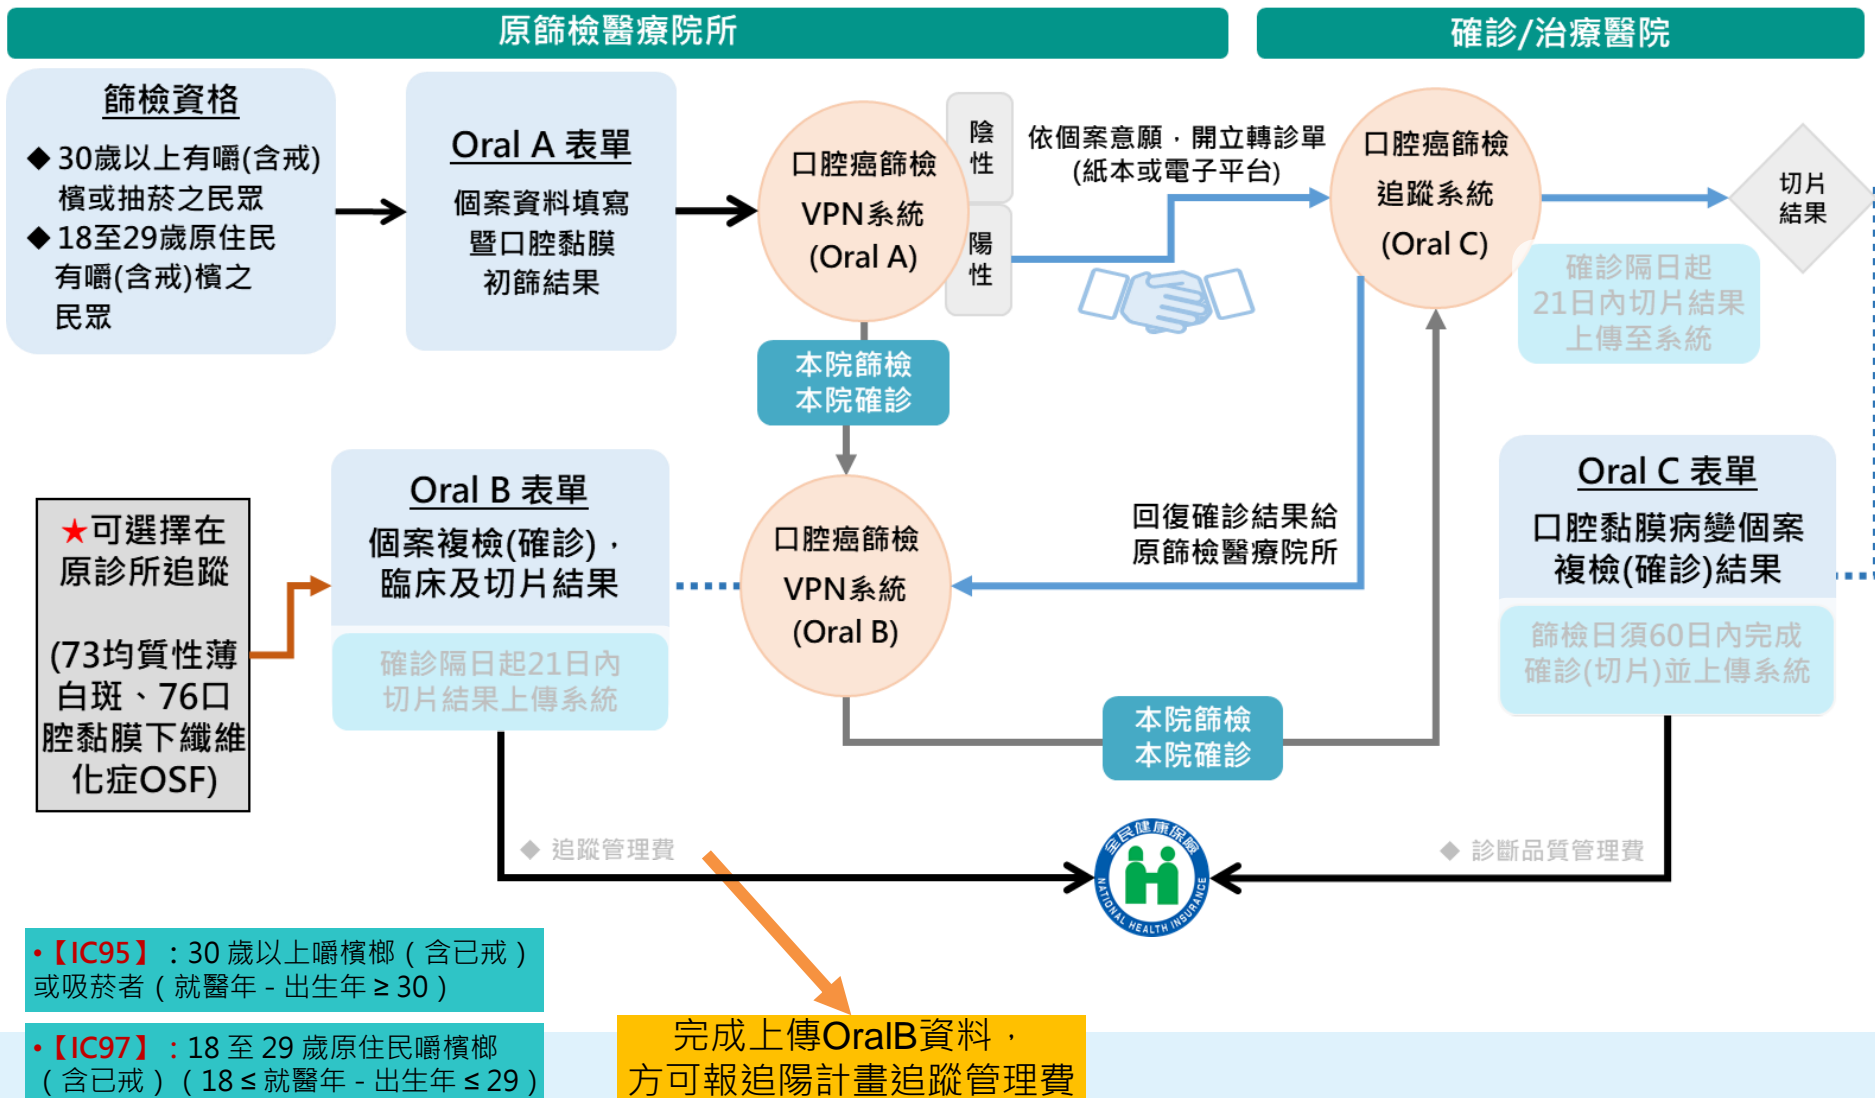 原篩檢醫療院所
確診/治療醫院
篩檢資格
◆ 30歲以上有嚼(含戒)
檳或抽菸之民眾
◆ 18至29歲原住民
有嚼(含戒)檳之
民眾
Oral A 表單
個案資料填寫
暨口腔黏膜
初篩結果
口腔癌篩檢
VPN系統
(Oral A)
陰
性
陽
性
依個案意願，開立轉診單
(紙本或電子平台)
口腔癌篩檢
追蹤系統
(Oral C)
切片
結果
確診隔日起
21日內切片結果
上傳至系統
本院篩檢
本院確診
★可選擇在
原診所追蹤
(73均質性薄
白斑、76口
腔黏膜下纖維
化症OSF)
Oral B 表單
個案複檢(確診)，
臨床及切片結果
確診隔日起21日內
切片結果上傳系統
口腔癌篩檢
VPN系統
(Oral B)
回復確診結果給
原篩檢醫療院所
Oral C 表單
口腔黏膜病變個案
複檢(確診)結果
篩檢日須60日內完成
確診(切片)並上傳系統
本院篩檢
本院確診
◆ 追蹤管理費
全民健康保險
NATIONAL HEALTH INSURANCE
◆ 診斷品質管理費
•【IC95】：30 歲以上嚼檳榔（含已戒）
或吸菸者（就醫年 - 出生年 ≥ 30）
•【IC97】：18 至 29 歲原住民嚼檳榔
（含已戒）（18 ≤ 就醫年 - 出生年 ≤ 29）
完成上傳OralB資料，
方可報追陽計畫追蹤管理費